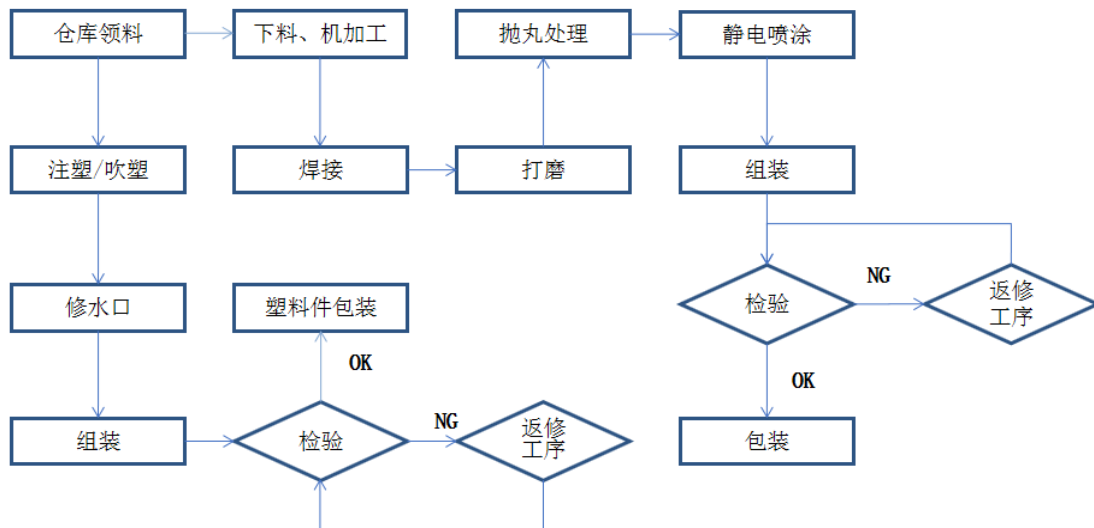 仓库领料
下料、机加工
抛丸处理
静电喷涂
注塑/吹塑
焊接
打磨
组装
修水口
塑料件包装
检验
NG
返修
工序
OK
OK
组装
检验
NG
返修
工序
包装